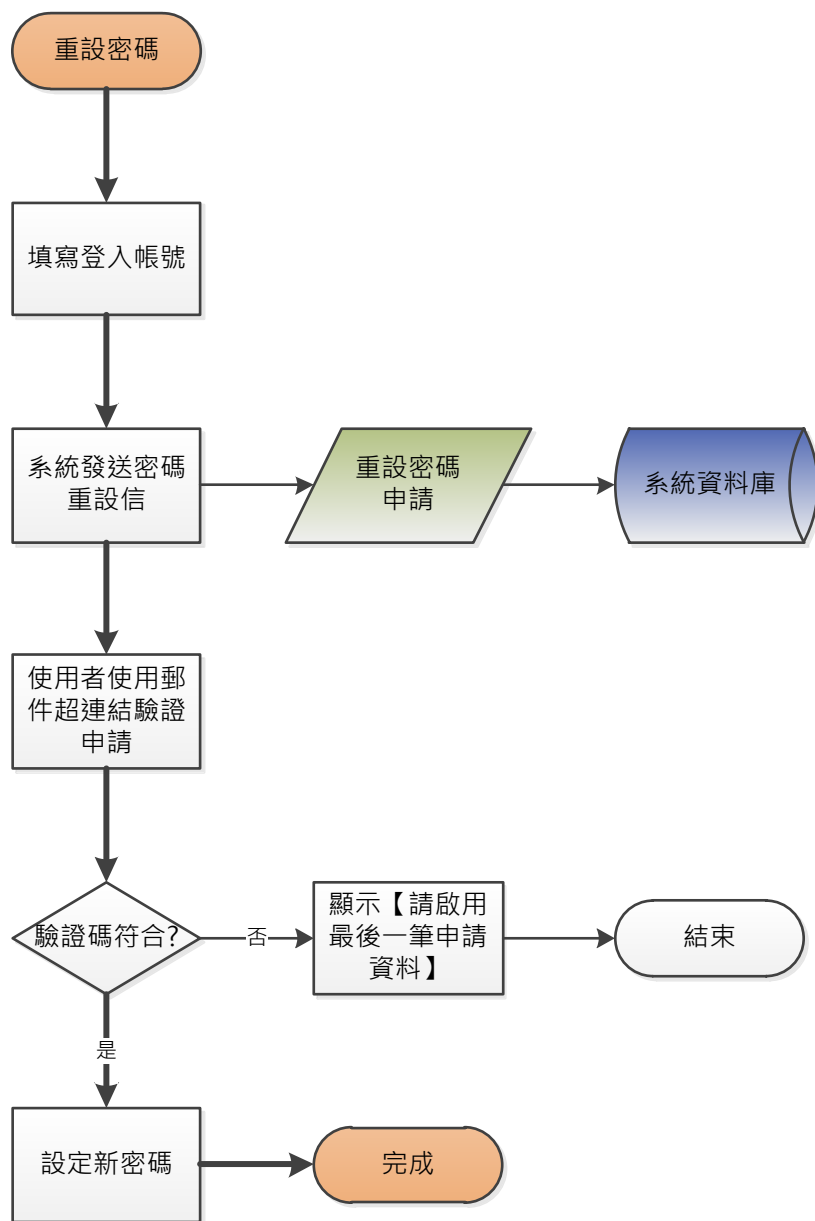 重設密碼
填寫登入帳號
系統發送密碼
重設信
重設密碼
申請
系統資料庫
使用者使用郵
件超連結驗證
申請
驗證碼符合?
否
顯示【請啟用
最後一筆申請
資料】
結束
是
設定新密碼
完成